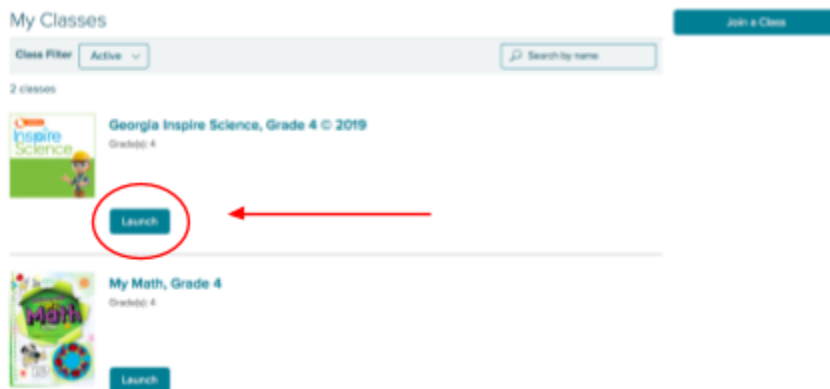 My Classes
Join a Class
Class Filter Active
Search by name
2 classes
Inspire
Science
Georgia Inspire Science, Grade 4 © 2019
Grade(s): 4
Launch
My Math, Grade 4
Grade(s): 4
Math
Launch